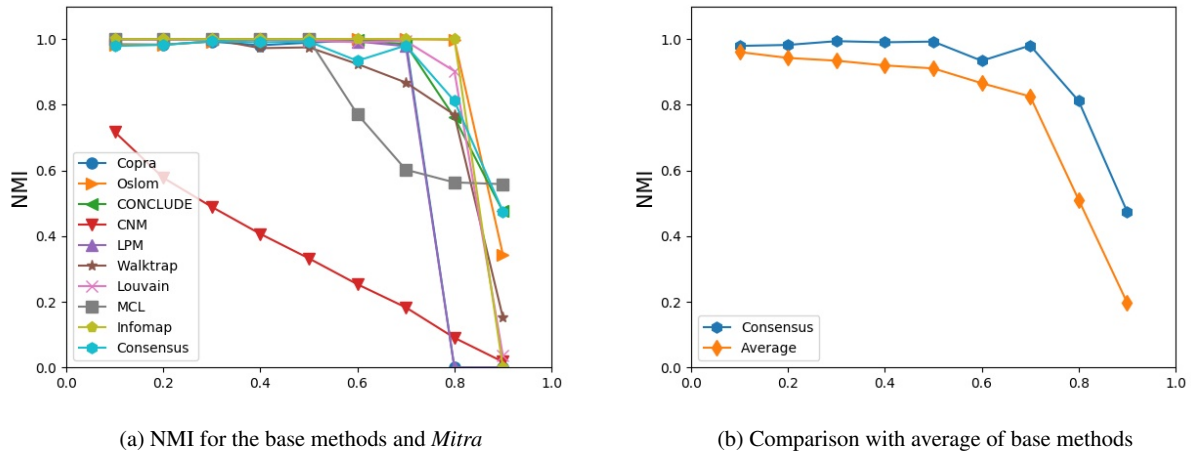 NMI
1.0
0.8
0.6
0.4
0.2
0.0
0.0 0.2 0.4 0.6 0.8 1.0
Copra
Oslom
CONCLUDE
CNM
LPM
Walktrap
Louvain
MCL
Infomap
Consensus
(a) NMI for the base methods and Mitra
NMI
1.0
0.8
0.6
0.4
0.2
0.0
0.0 0.2 0.4 0.6 0.8 1.0
Consensus
Average
(b) Comparison with average of base methods